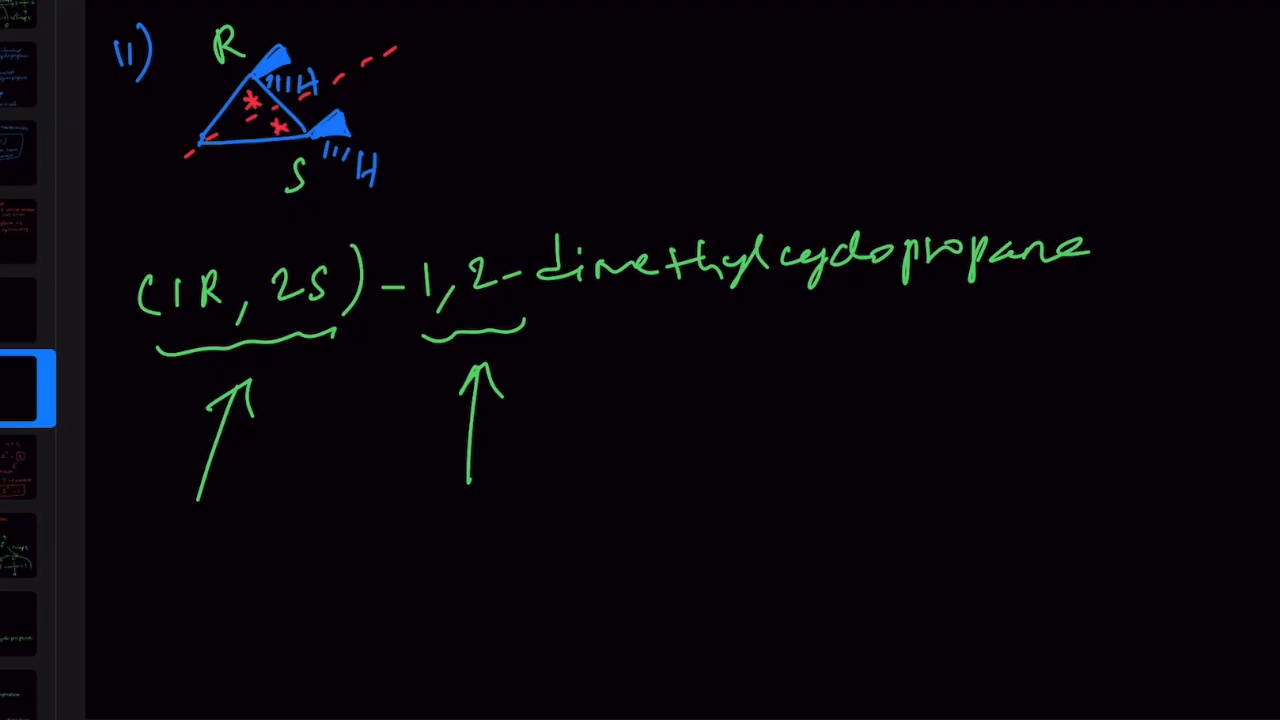 11)
R
H
* *
H
S
(1R, 2S) - 1, 2 - dimethylcyclopropane